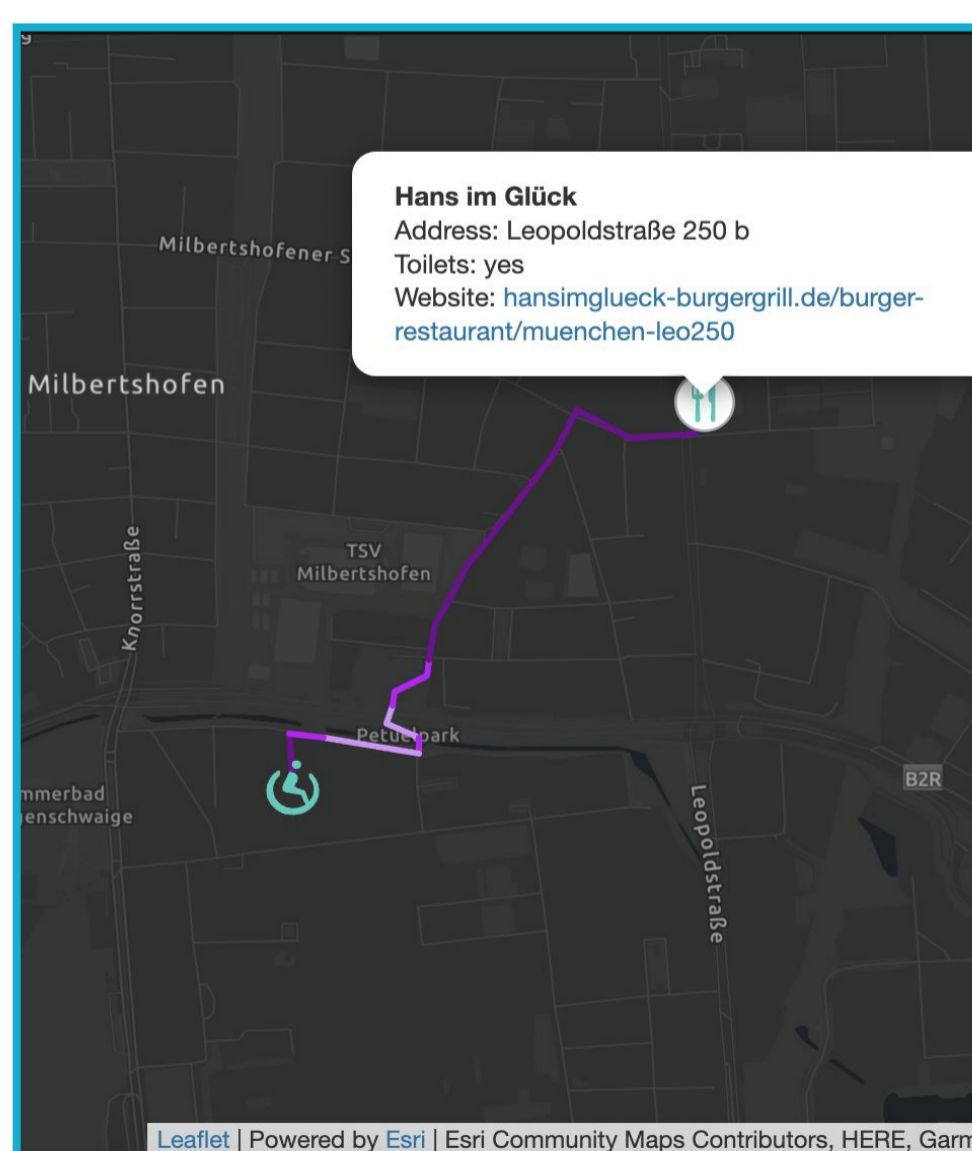 Hans im Glück
Address: Leopoldstraße 250 b
Toilets: yes
Website: hansimglueck-burgergrill.de/burger-
restaurant/muenchen-leo250
Milbertshofener S
Milbertshofen
TSV
Milbertshofen
Knorrstraße
Petuelpark
B2R
mmerbad
enschwaige
Leopoldstraße
Leaflet | Powered by Esri | Esri Community Maps Contributors, HERE, Garm